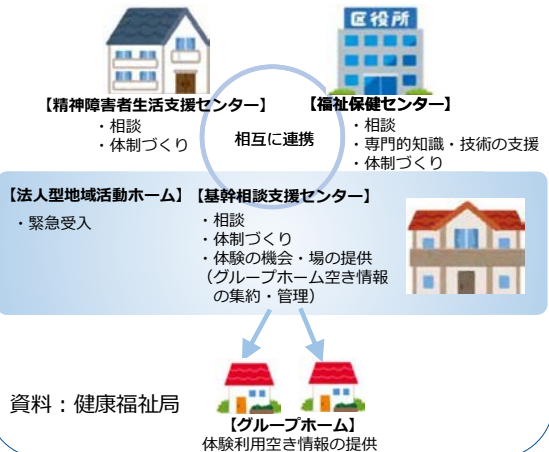 区役所
【精神障害者生活支援センター】
・相談
・体制づくり
相互に連携
【福祉保健センター】
・相談
・専門的知識・技術の支援
・体制づくり
【法人型地域活動ホーム】
・緊急受入
【基幹相談支援センター】
・相談
・体制づくり
・体験の機会・場の提供
（グループホーム空き情報
の集約・管理）
資料：健康福祉局
【グループホーム】
体験利用空き情報の提供